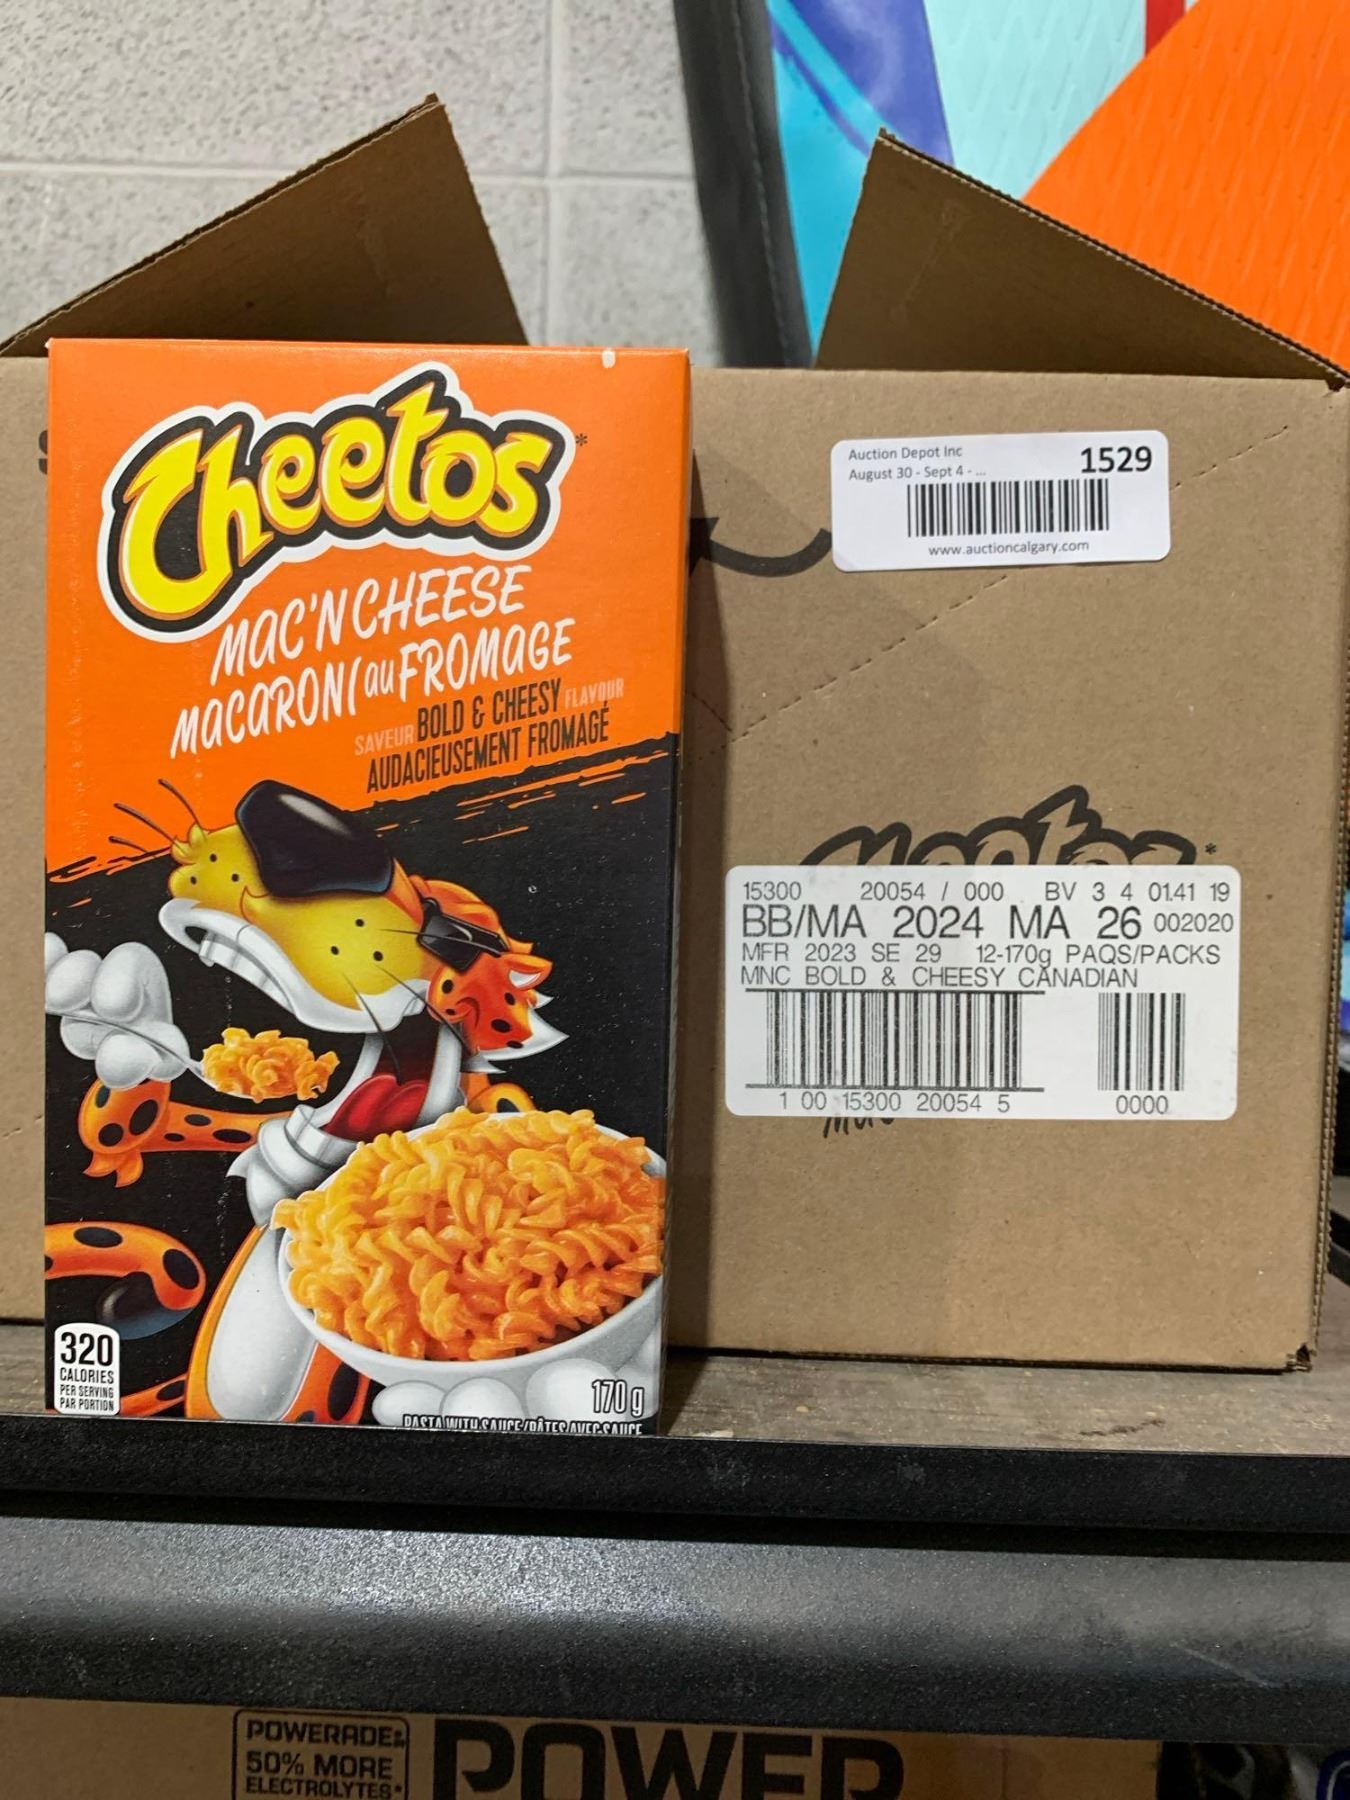 Cheetos*
MAC'N CHEESE
MACARONI au FROMAGE
SAVEUR BOLD & CHEESY FLAVOUR
AUDACIEUSEMENT FROMAGÉ
320
CALORIES
PER SERVING
PAR PORTION
170 g
PASTA WITH SAUCE/PÂTES AVEC SAUCE
Auction Depot Inc
1529
August 30 - Sept 4 - ...
www.auctioncalgary.com
15300 20054 / 000 BV 3 4 01:41 19
BB/MA 2024 MA 26 002020
MFR 2023 SE 29 12-170g PAQS/PACKS
MNC BOLD & CHEESY CANADIAN
1 00 15300 20054 5
0000
POWERADE
50% MORE
ELECTROLYTES*
POWER